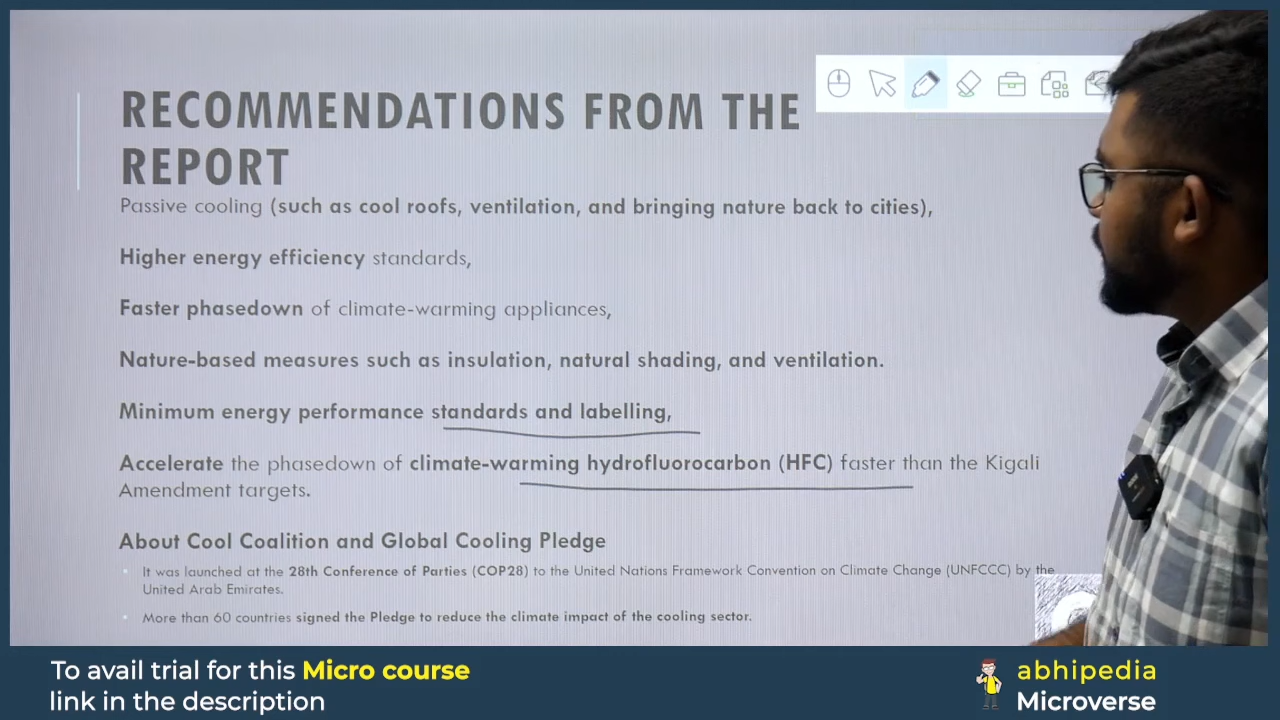 RECOMMENDATIONS FROM THE
REPORT
Passive cooling (such as cool roofs, ventilation, and bringing nature back to cities),
Higher energy efficiency standards,
Faster phasedown of climate-warming appliances,
Nature-based measures such as insulation, natural shading, and ventilation.
Minimum energy performance standards and labelling,
Accelerate the phasedown of climate-warming hydrofluorocarbon (HFC) faster than the Kigali
Amendment targets.
About Cool Coalition and Global Cooling Pledge
It was launched at the 28th Conference of Parties (COP28) to the United Nations Framework Convention on Climate Change (UNFCCC) by the
United Arab Emirates.
More than 60 countries signed the Pledge to reduce the climate impact of the cooling sector.
To avail trial for this Micro course
link in the description
abhipedia
Microverse